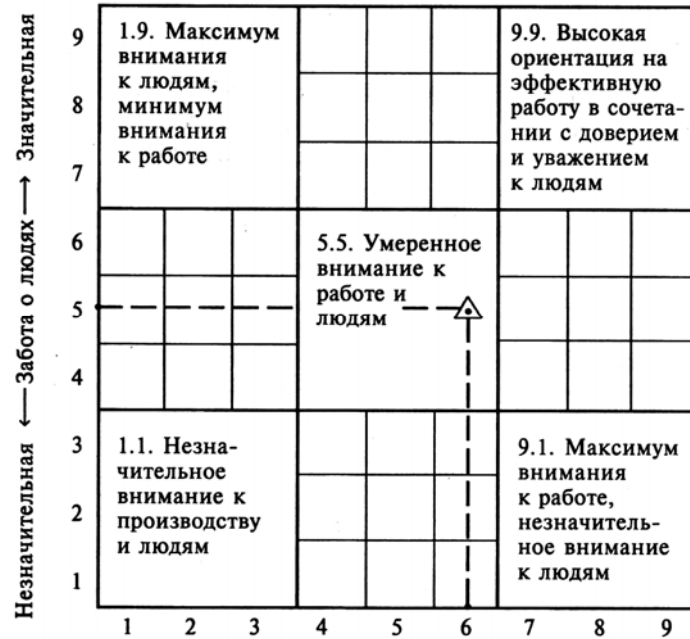 Незначительная ← Забота о людях → Значительная
9
8
7
6
5
4
3
2
1
1.9. Максимум
внимания
к людям,
минимум
внимания
к работе
9.9. Высокая
ориентация на
эффективную
работу в сочета-
нии с доверием
и уважением
к людям
5.5. Умеренное
внимание к
работе и
людям
1.1. Незна-
чительное
внимание к
производству
и людям
9.1. Максимум
внимания
к работе,
незначитель-
ное внимание
к людям
1 2 3 4 5 6 7 8 9